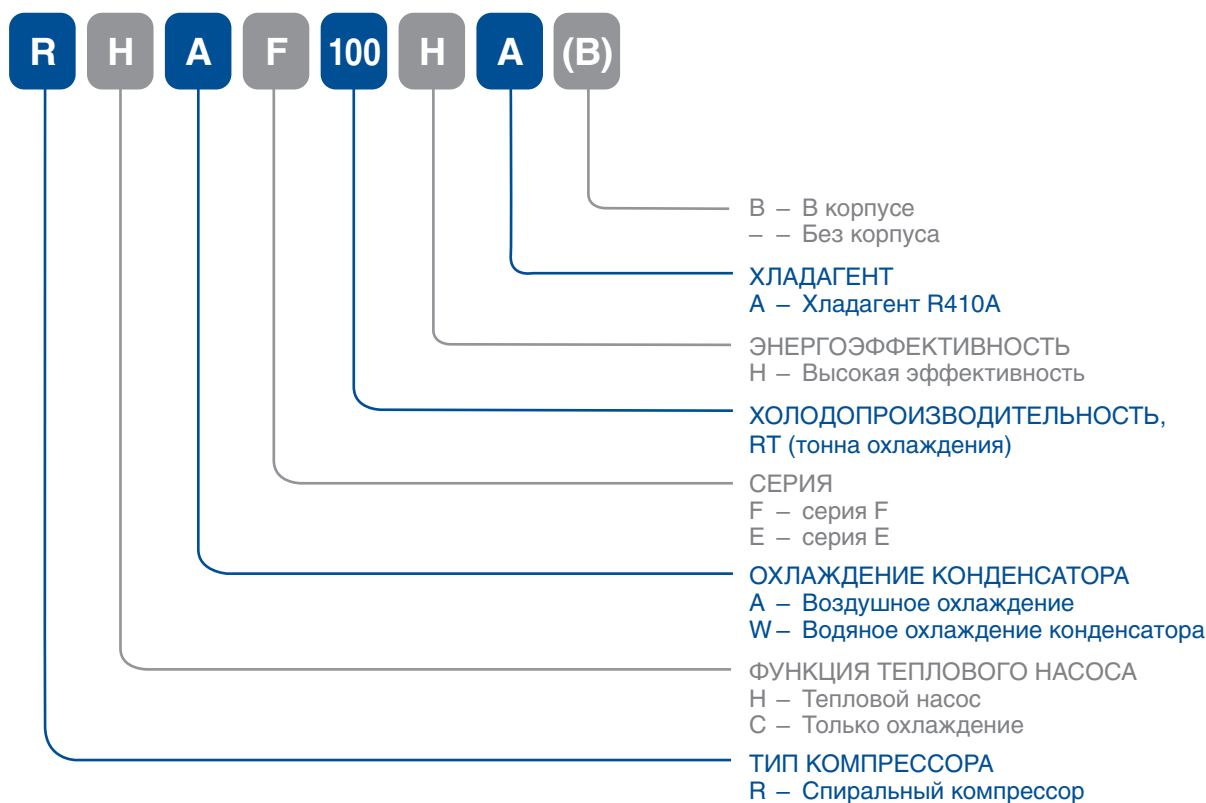 R H A F 100 H A (B)
B – В корпусе
– – Без корпуса
ХЛАДАГЕНТ
A – Хладагент R410A
ЭНЕРГОЭФФЕКТИВНОСТЬ
H – Высокая эффективность
ХОЛОДОПРОИЗВОДИТЕЛЬНОСТЬ,
RT (тонна охлаждения)
СЕРИЯ
F – серия F
E – серия E
ОХЛАЖДЕНИЕ КОНДЕНСАТОРА
A – Воздушное охлаждение
W – Водяное охлаждение конденсатора
ФУНКЦИЯ ТЕПЛОВОГО НАСОСА
H – Тепловой насос
C – Только охлаждение
ТИП КОМПРЕССОРА
R – Спиральный компрессор